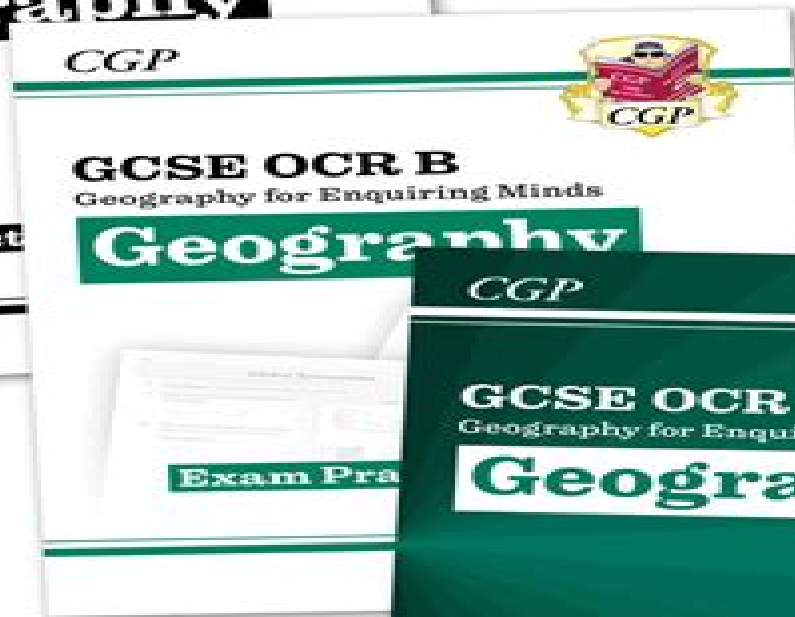 CGP
CGP
GCSE OCR B
Geography for Enquiring Minds
Geography
Exam Pra
CGP
GCSE OCR
Geography for Enqui
Geogra